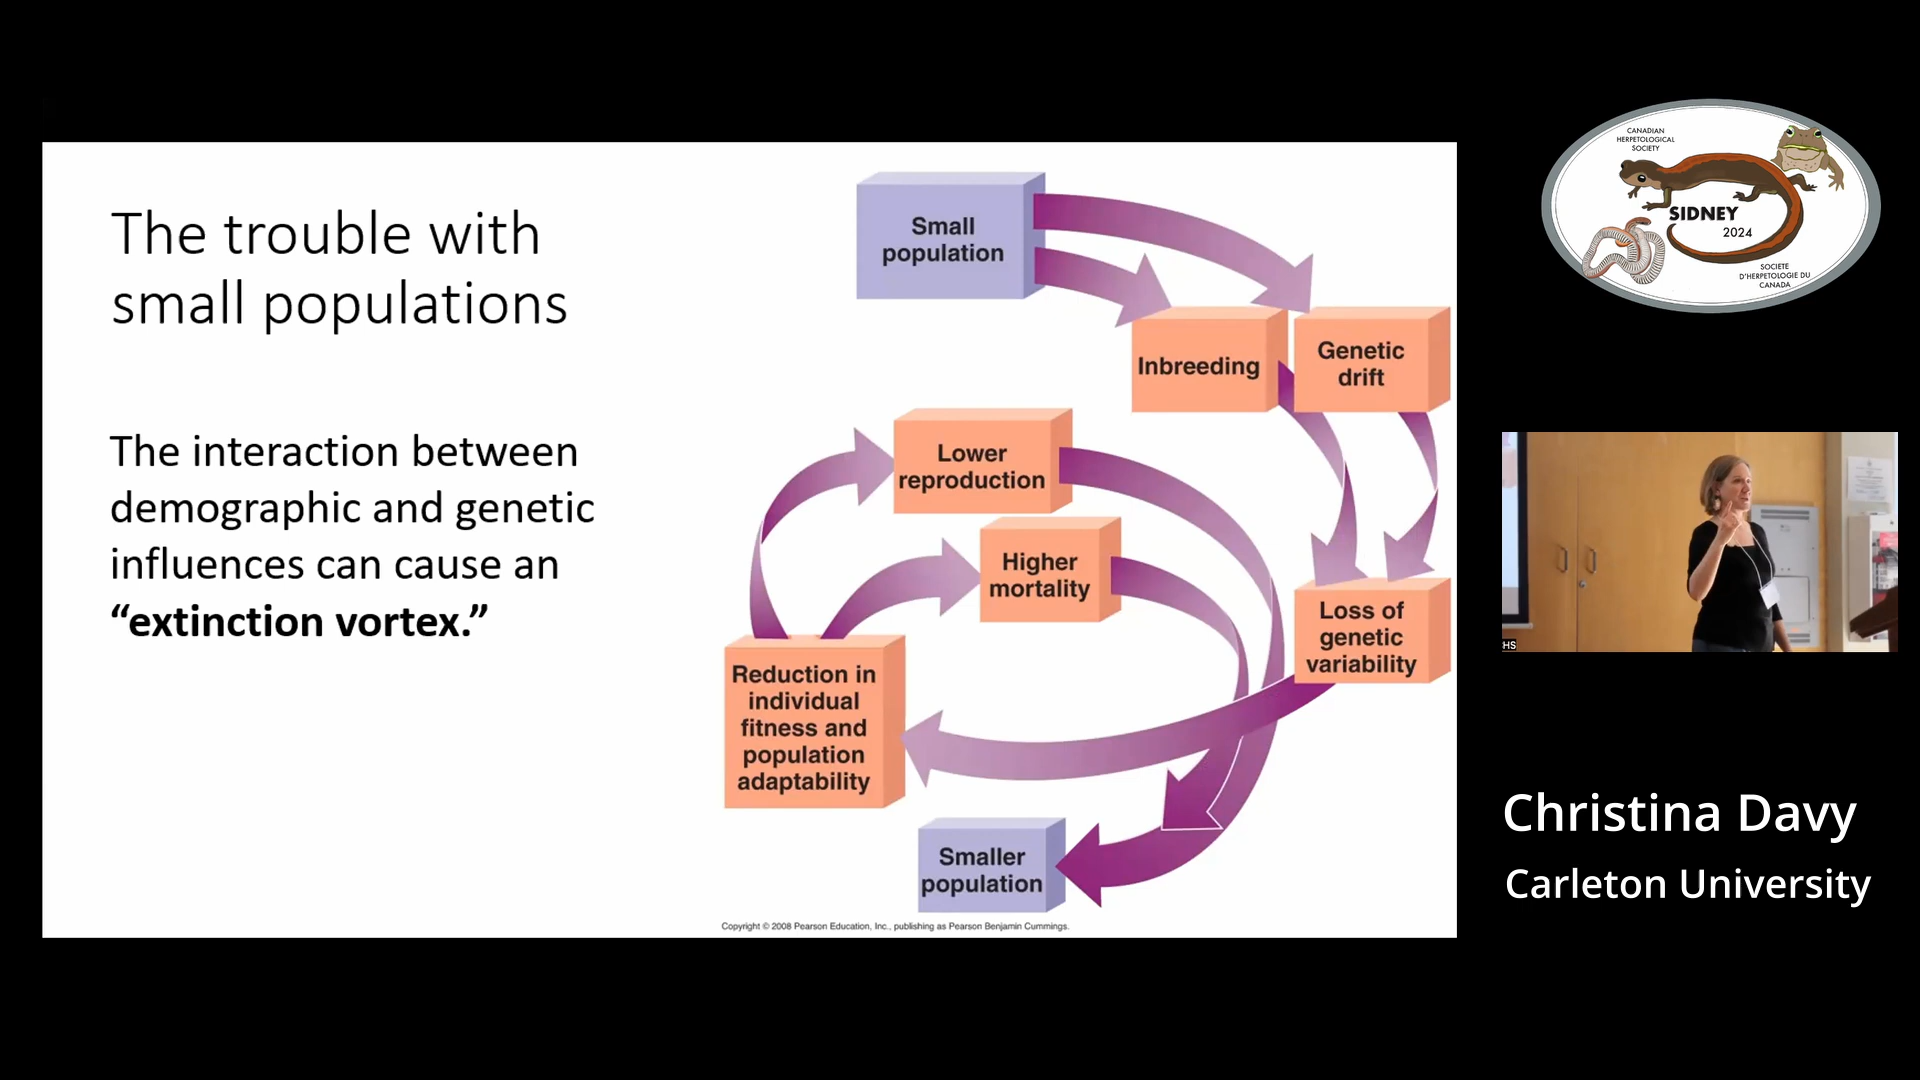 The trouble with
small populations
The interaction between
demographic and genetic
influences can cause an
“extinction vortex.”
Small
population
Inbreeding
Genetic
drift
Lower
reproduction
Higher
mortality
Loss of
genetic
variability
Reduction in
individual
fitness and
population
adaptability
Smaller
population
Copyright © 2008 Pearson Education, Inc., publishing as Pearson Benjamin Cummings.
CANADIAN
HERPETOLOGICAL
SOCIETY
SIDNEY
2024
SOCIETE
D'HERPETOLOGIE DU
CANADA
HS
Christina Davy
Carleton University